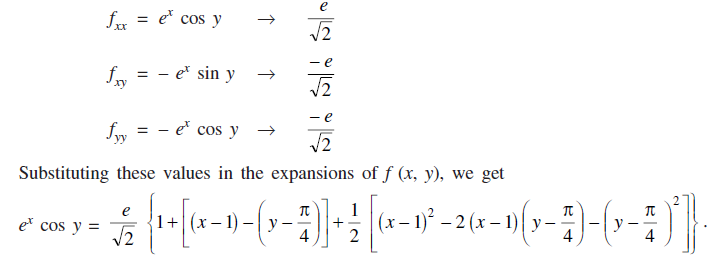 f_xx = e^x cos y → e/√2
f_xy = – e^x sin y → – e/√2
f_yy = – e^x cos y → – e/√2
Substituting these values in the expansions of f (x, y), we get
e^x cos y = e/√2 {1 + [(x – 1) – (y – π/4)] + 1/2 [(x – 1)² – 2 (x – 1) (y – π/4) – (y – π/4)²]}.